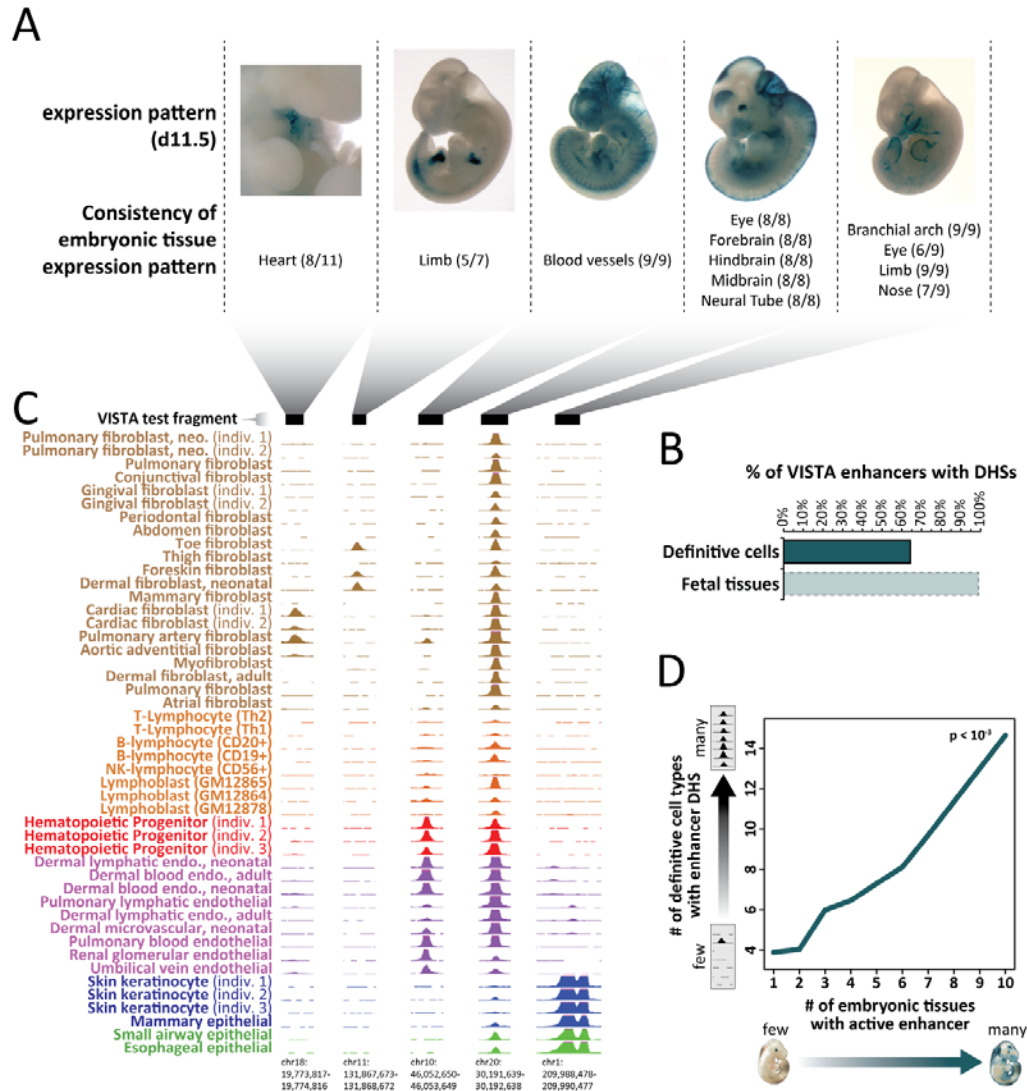 A
expression pattern
(d11.5)
Consistency of
embryonic tissue
expression pattern
Heart (8/11)
Limb (5/7)
Blood vessels (9/9)
Eye (8/8)
Forebrain (8/8)
Hindbrain (8/8)
Midbrain (8/8)
Neural Tube (8/8)
Branchial arch (9/9)
Eye (6/9)
Limb (9/9)
Nose (7/9)
C
VISTA test fragment
Pulmonary fibroblast, neo. (indiv. 1)
Pulmonary fibroblast, neo. (indiv. 2)
Pulmonary fibroblast
Conjunctival fibroblast
Gingival fibroblast (indiv. 1)
Gingival fibroblast (indiv. 2)
Periodontal fibroblast
Abdomen fibroblast
Toe fibroblast
Thigh fibroblast
Foreskin fibroblast
Dermal fibroblast, neonatal
Mammary fibroblast
Cardiac fibroblast (indiv. 1)
Cardiac fibroblast (indiv. 2)
Pulmonary artery fibroblast
Aortic adventitial fibroblast
Myofibroblast
Dermal fibroblast, adult
Pulmonary fibroblast
Atrial fibroblast
T-Lymphocyte (Th2)
T-Lymphocyte (Th1)
B-lymphocyte (CD20+)
B-lymphocyte (CD19+)
NK-lymphocyte (CD56+)
Lymphoblast (GM12865)
Lymphoblast (GM12864)
Lymphoblast (GM12878)
Hematopoietic Progenitor (indiv. 1)
Hematopoietic Progenitor (indiv. 2)
Hematopoietic Progenitor (indiv. 3)
Dermal lymphatic endo., neonatal
Dermal blood endo., adult
Dermal blood endo., neonatal
Pulmonary lymphatic endothelial
Dermal lymphatic endo., adult
Dermal microvascular, neonatal
Pulmonary blood endothelial
Renal glomerular endothelial
Umbilical vein endothelial
Skin keratinocyte (indiv. 1)
Skin keratinocyte (indiv. 2)
Skin keratinocyte (indiv. 3)
Mammary epithelial
Small airway epithelial
Esophageal epithelial
chr18:
19,773,817-
19,774,816
chr11:
131,867,673-
131,868,672
chr10:
46,052,650-
46,053,649
chr20:
30,191,639-
30,192,638
chr1:
209,988,478-
209,990,477
B
% of VISTA enhancers with DHSs
0% 10% 20% 30% 40% 50% 60% 70% 80% 90% 100%
Definitive cells
Fetal tissues
D
# of definitive cell types
with enhancer DHS
many
few
14
12
10
8
6
4
p < 10⁻³
1 2 3 4 5 6 7 8 9 10
# of embryonic tissues
with active enhancer
few
many